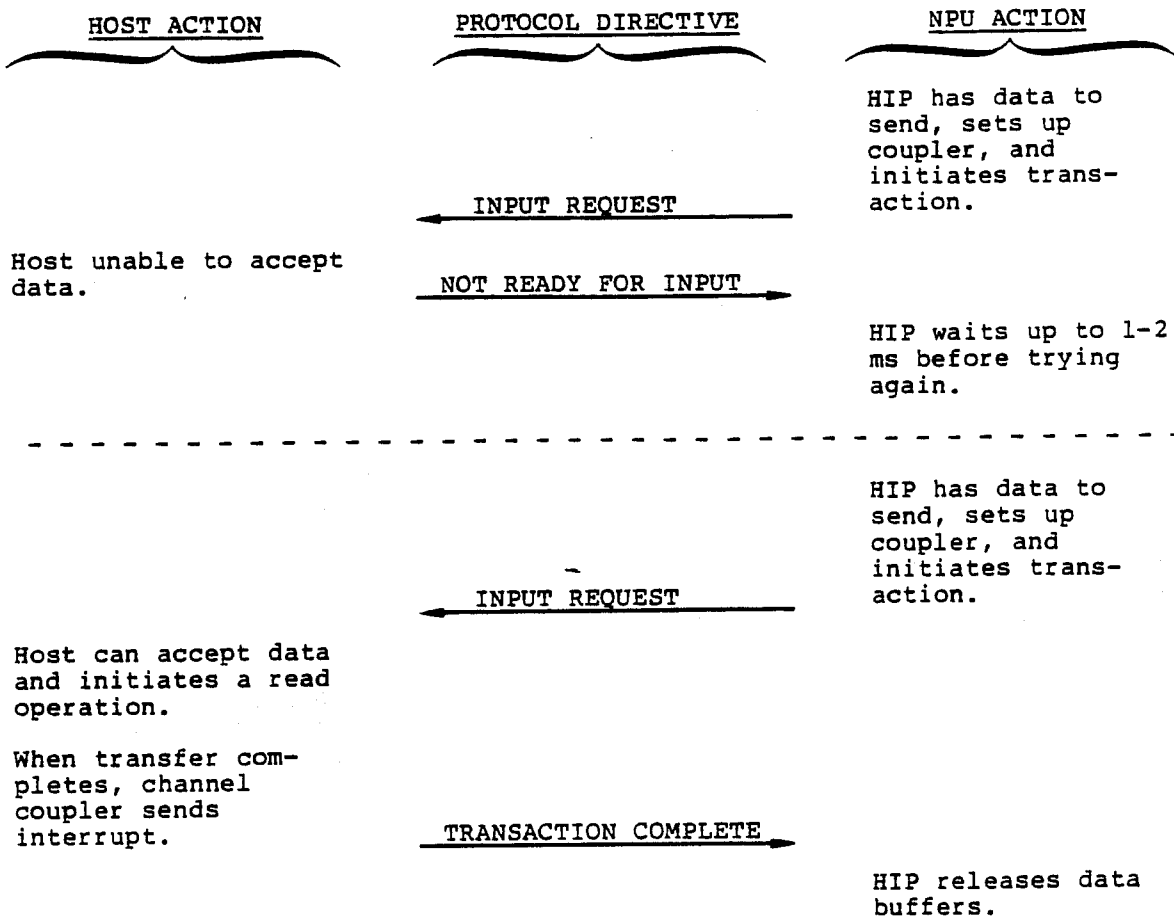 HOST ACTION
PROTOCOL DIRECTIVE
NPU ACTION
HIP has data to
send, sets up
coupler, and
initiates trans-
action.
INPUT REQUEST
Host unable to accept
data.
NOT READY FOR INPUT
HIP waits up to 1-2
ms before trying
again.
HIP has data to
send, sets up
coupler, and
initiates trans-
action.
INPUT REQUEST
Host can accept data
and initiates a read
operation.
When transfer com-
pletes, channel
coupler sends
interrupt.
TRANSACTION COMPLETE
HIP releases data
buffers.